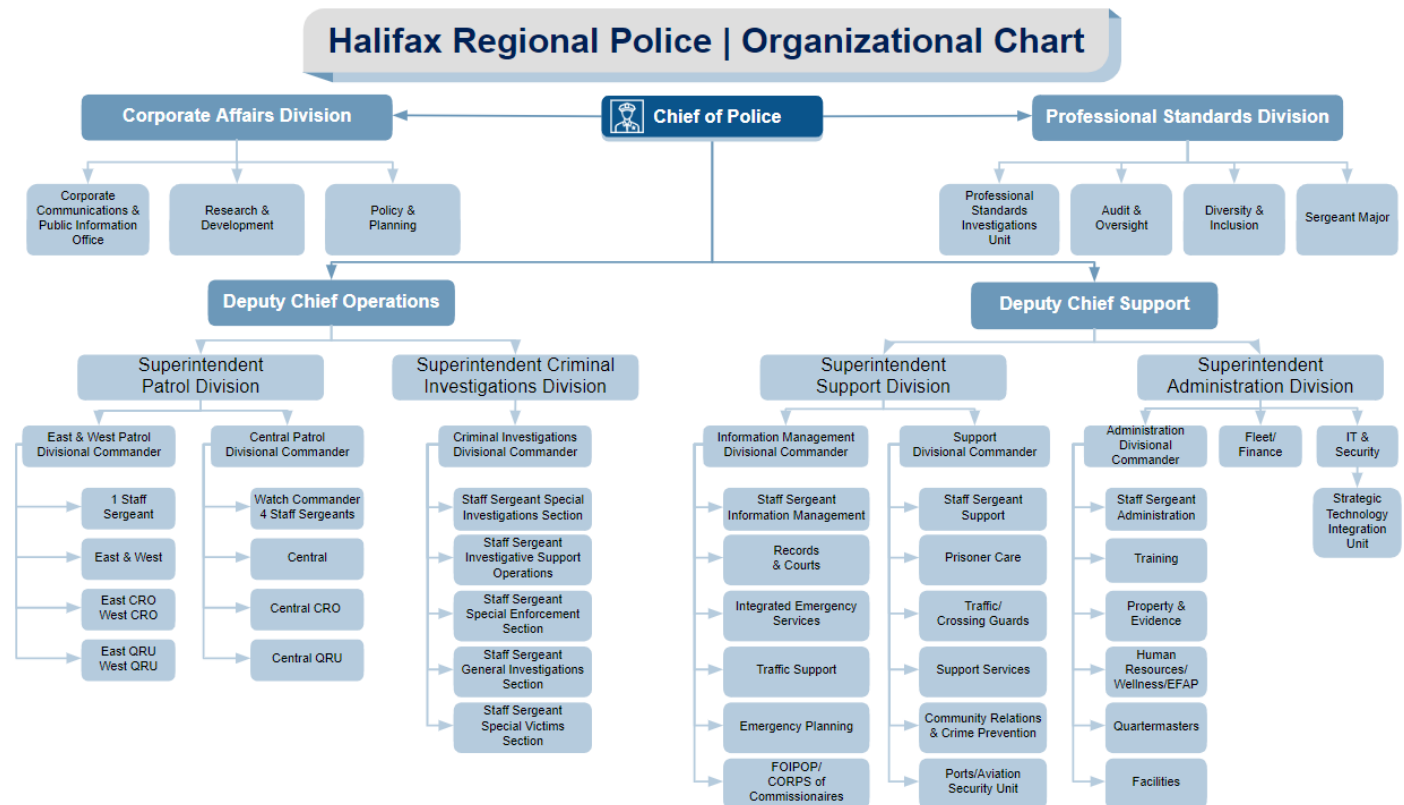 Halifax Regional Police | Organizational Chart
Corporate Affairs Division
Chief of Police
Professional Standards Division
Corporate
Communications &
Public Information
Office
Research &
Development
Policy &
Planning
Professional
Standards
Investigations
Unit
Audit &
Oversight
Diversity &
Inclusion
Sergeant Major
Deputy Chief Operations
Deputy Chief Support
Superintendent
Patrol Division
Superintendent Criminal
Investigations Division
Superintendent
Support Division
Superintendent
Administration Division
East & West Patrol
Divisional Commander
1 Staff
Sergeant
East & West
East CRO
West CRO
East QRU
West QRU
Central Patrol
Divisional Commander
Watch Commander
4 Staff Sergeants
Central
Central CRO
Central QRU
Criminal Investigations
Divisional Commander
Staff Sergeant Special
Investigations Section
Staff Sergeant
Investigative Support
Operations
Staff Sergeant
Special Enforcement
Section
Staff Sergeant
General Investigations
Section
Staff Sergeant
Special Victims
Section
Information Management
Divisional Commander
Staff Sergeant
Information Management
Records
& Courts
Integrated Emergency
Services
Traffic Support
Emergency Planning
FOIPOP/
CORPS of
Commissionaires
Support
Divisional Commander
Staff Sergeant
Support
Prisoner Care
Traffic/
Crossing Guards
Support Services
Community Relations
& Crime Prevention
Ports/Aviation
Security Unit
Administration
Divisional
Commander
Staff Sergeant
Administration
Training
Property &
Evidence
Human
Resources/
Wellness/EFAP
Quartermasters
Facilities
Fleet/
Finance
IT &
Security
Strategic
Technology
Integration
Unit